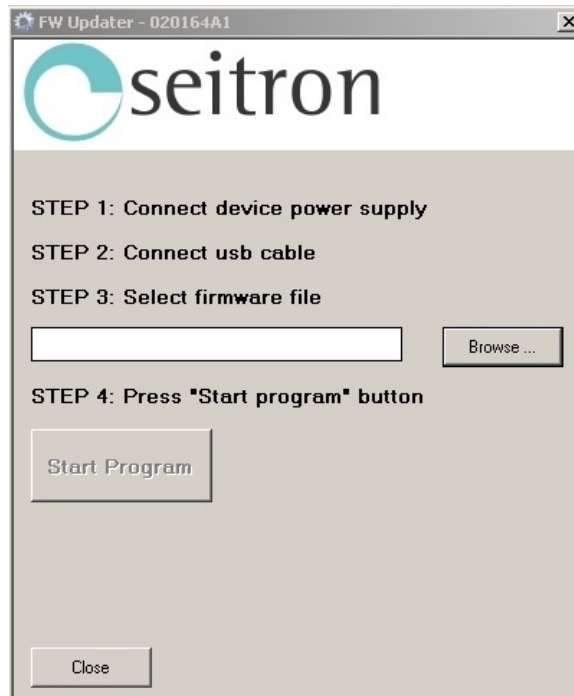 FW Updater - 020164A1
seitron
STEP 1: Connect device power supply
STEP 2: Connect usb cable
STEP 3: Select firmware file
Browse ...
STEP 4: Press "Start program" button
Start Program
Close